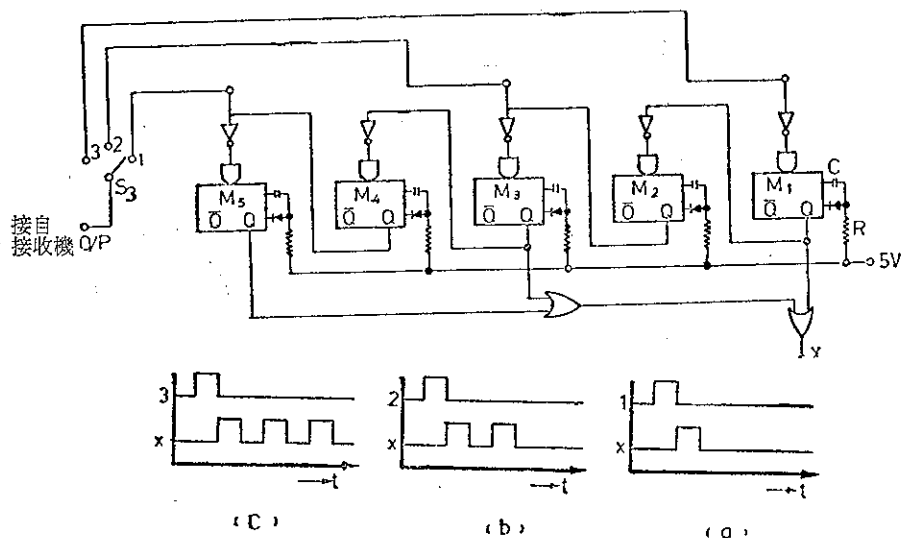 3
2
1
S3
接自
接收機 O/P
M5
Q̅ Q
M4
Q̅ Q
M3
Q̅ Q
M2
Q̅ Q
M1
Q̅ Q
C
R
5V
x
3
x
t
(C)
2
x
t
(b)
1
x
t
(a)